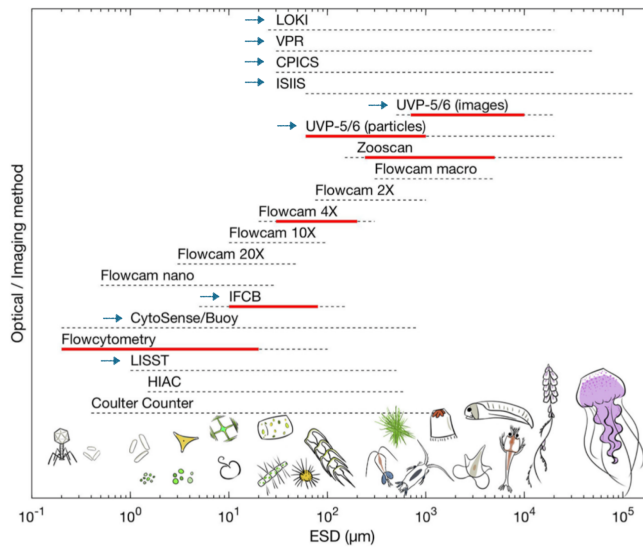 LOKI
VPR
CPICS
ISIIS
UVP-5/6 (images)
UVP-5/6 (particles)
Zooscan
Flowcam macro
Flowcam 2X
Flowcam 4X
Flowcam 10X
Flowcam 20X
Flowcam nano
IFCB
CytoSense/Buoy
Flowcytometry
LISST
HIAC
Coulter Counter
Optical / Imaging method
10⁻¹ 10⁰ 10¹ 10² 10³ 10⁴ 10⁵
ESD (µm)